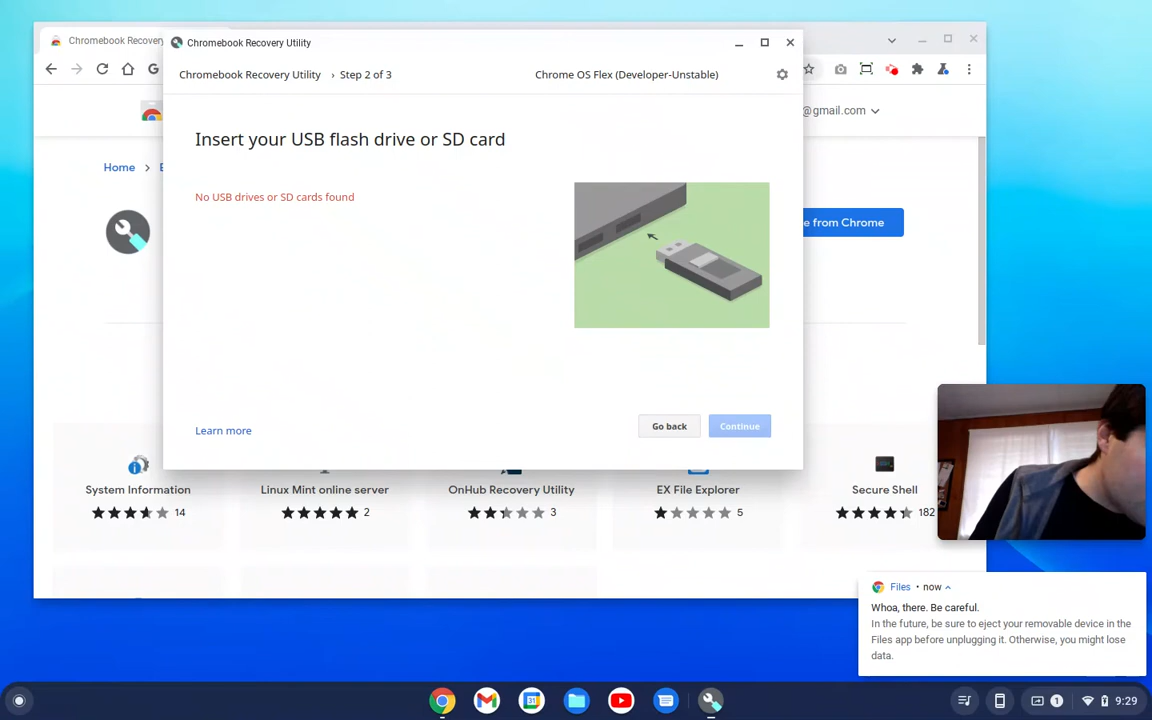 Chromebook Recovery
Chromebook Recovery Utility
Chromebook Recovery Utility › Step 2 of 3
Chrome OS Flex (Developer-Unstable)
@gmail.com
Insert your USB flash drive or SD card
Home
No USB drives or SD cards found
e from Chrome
Learn more
Go back
Continue
System Information
14
Linux Mint online server
2
OnHub Recovery Utility
3
EX File Explorer
5
Secure Shell
182
Files • now
Whoa, there. Be careful.
In the future, be sure to eject your removable device in the
Files app before unplugging it. Otherwise, you might lose
data.
31
1
9:29